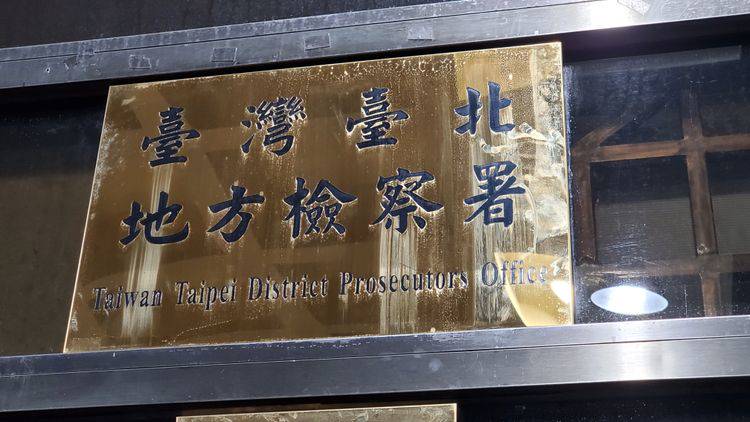 臺灣臺北
地方檢察署
Taiwan Taipei District Prosecutors Office